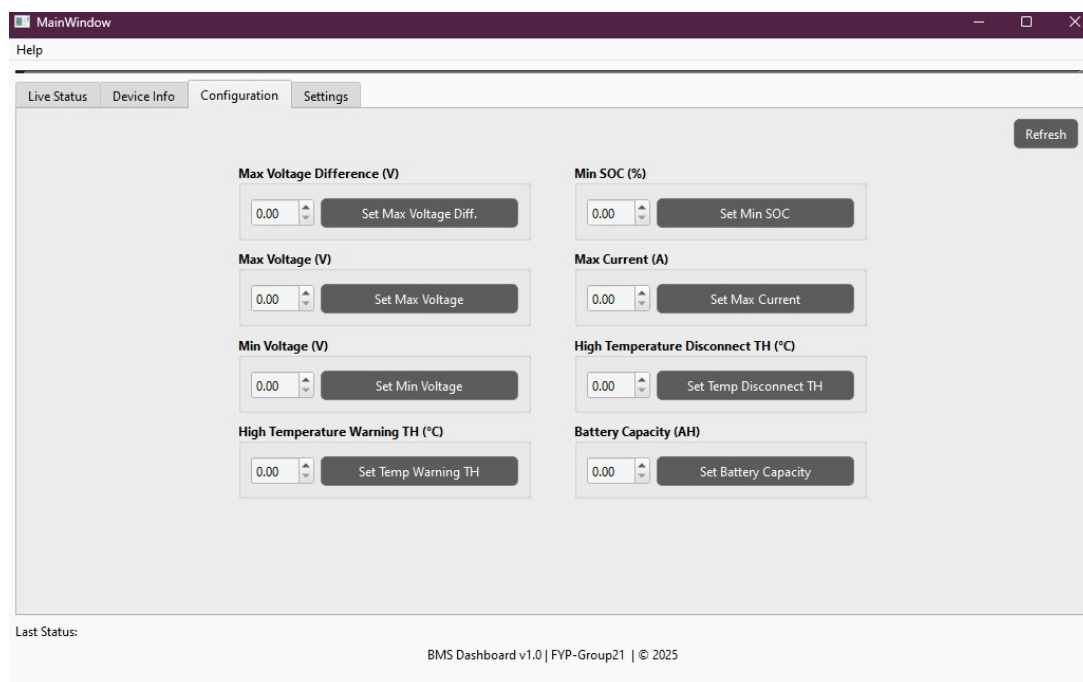 MainWindow
Help
Live Status Device Info Configuration Settings
Refresh
Max Voltage Difference (V)
0.00 Set Max Voltage Diff.
Min SOC (%)
0.00 Set Min SOC
Max Voltage (V)
0.00 Set Max Voltage
Max Current (A)
0.00 Set Max Current
Min Voltage (V)
0.00 Set Min Voltage
High Temperature Disconnect TH (°C)
0.00 Set Temp Disconnect TH
High Temperature Warning TH (°C)
0.00 Set Temp Warning TH
Battery Capacity (AH)
0.00 Set Battery Capacity
Last Status:
BMS Dashboard v1.0 | FYP-Group21 | © 2025